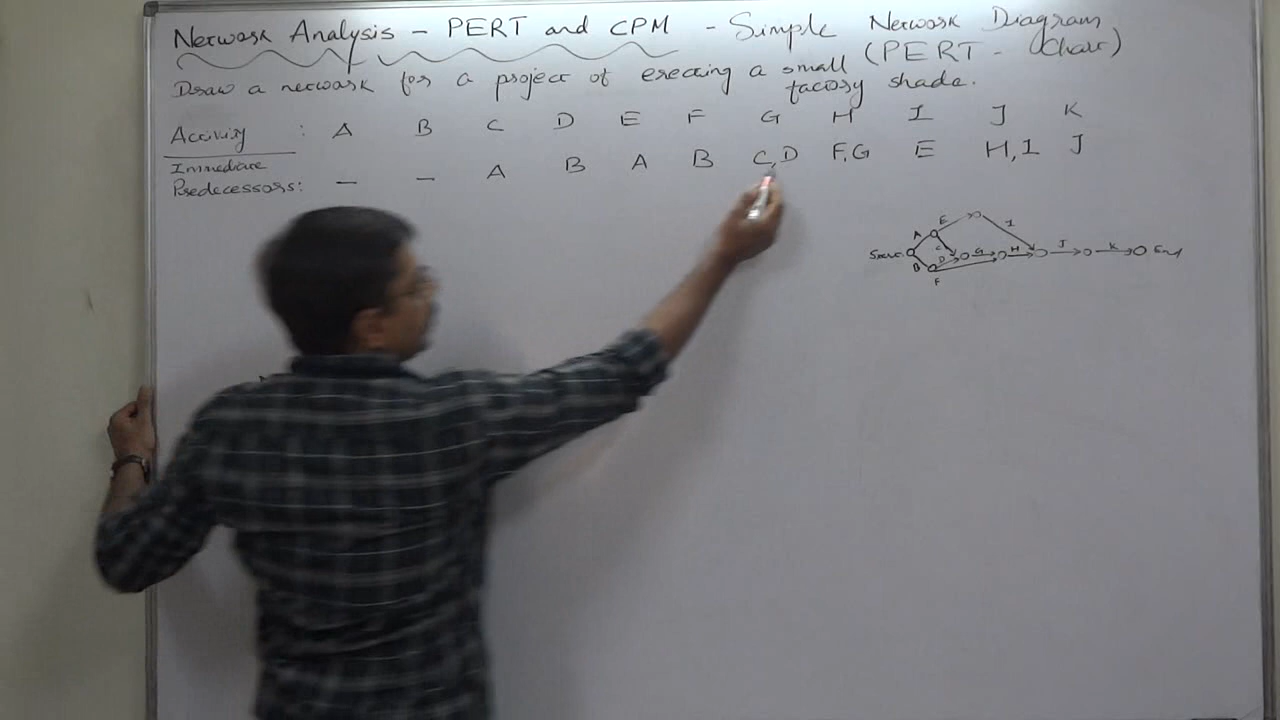 Network Analysis - PERT and CPM - Simple Network Diagram
(PERT - Chart)
Draw a network for a project of erecting a small factory shade.
Activity : A B C D E F G H I J K
Immediate Predecessors: - - A B A B C,D F,G E H,I J
E I
A
Start C G H J K End
B D
F